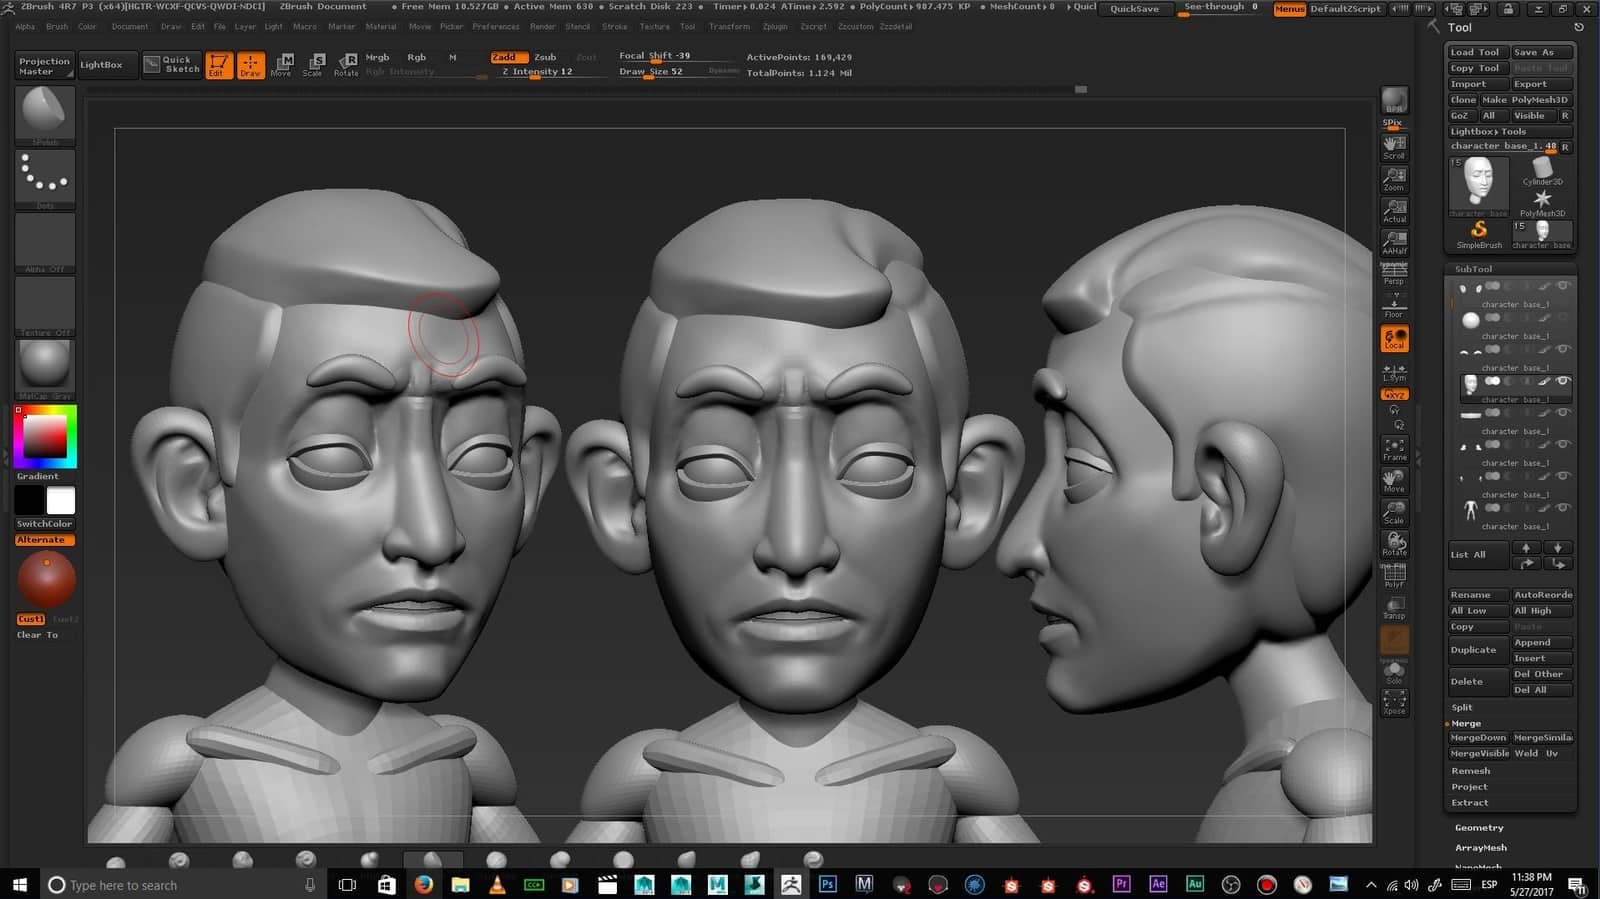 ZBrush 4R7 P3 (x64)[HGTR-WCXF-QCVS-QWDI-NDCI] ZBrush Document • Free Mem 10.527GB • Active Mem 630 • Scratch Disk 223 • Timer▸0.024 ATime▸2.592 • PolyCount▸987.475 KP • MeshCount▸8 ▸Quicl QuickSave See-through 0 Menus DefaultZScript
Alpha Brush Color Document Draw Edit File Layer Light Macro Marker Material Movie Picker Preferences Render Stencil Stroke Texture Tool Transform Zplugin Zscript Zzcustom Zzzdetail
Tool
Projection Master
LightBox
Quick Sketch
Edit
Draw
Move
Scale
Rotate
Mrgb Rgb M
Rgb Intensity
Zadd Zsub Zcut
Z Intensity 12
Focal Shift -39
Draw Size 52 Dynamic
ActivePoints: 169,429
TotalPoints: 1.124 Mil
Dots
Alpha Off
Texture Off
MatCap Gray
Gradient
SwitchColor
Alternate
Cust1 Cust2
Clear To
BPR
SPix
Scroll
Zoom
Actual
AAHalf
Persp
Floor
Local
L.Sym
XYZ
Frame
Move
Scale
Rotate
PolyF
Transp
Solo
Xpose
Load Tool Save As
Copy Tool Paste Tool
Import Export
Clone Make PolyMesh3D
GoZ All Visible R
Lightbox▸Tools
character base_1. 48 R
15
Cylinder3D
PolyMesh3D
character base
SimpleBrush
15
character base_
SubTool
character base_1
character base_1
character base_1
character base_1
character base_1
character base_1
character base_1
character base_1
List All
Rename AutoReorde
All Low All High
Copy Paste
Duplicate Append
Insert
Delete Del Other
Del All
Split
Merge
MergeDown MergeSimila
MergeVisible Weld Uv
Remesh
Project
Extract
Geometry
ArrayMesh
NanoMesh
Type here to search
ESP
11:38 PM
5/27/2017